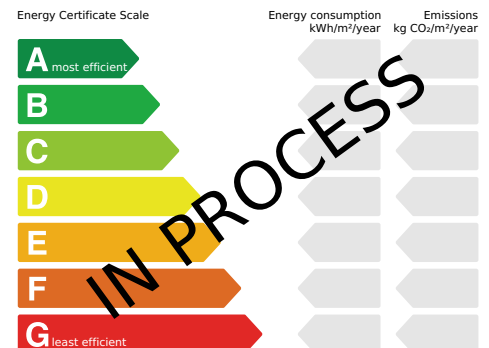 Energy Certificate Scale
Energy consumption
kWh/m²/year
Emissions
kg CO₂/m²/year
A most efficient
B
C
D
E
F
G least efficient
IN PROCESS